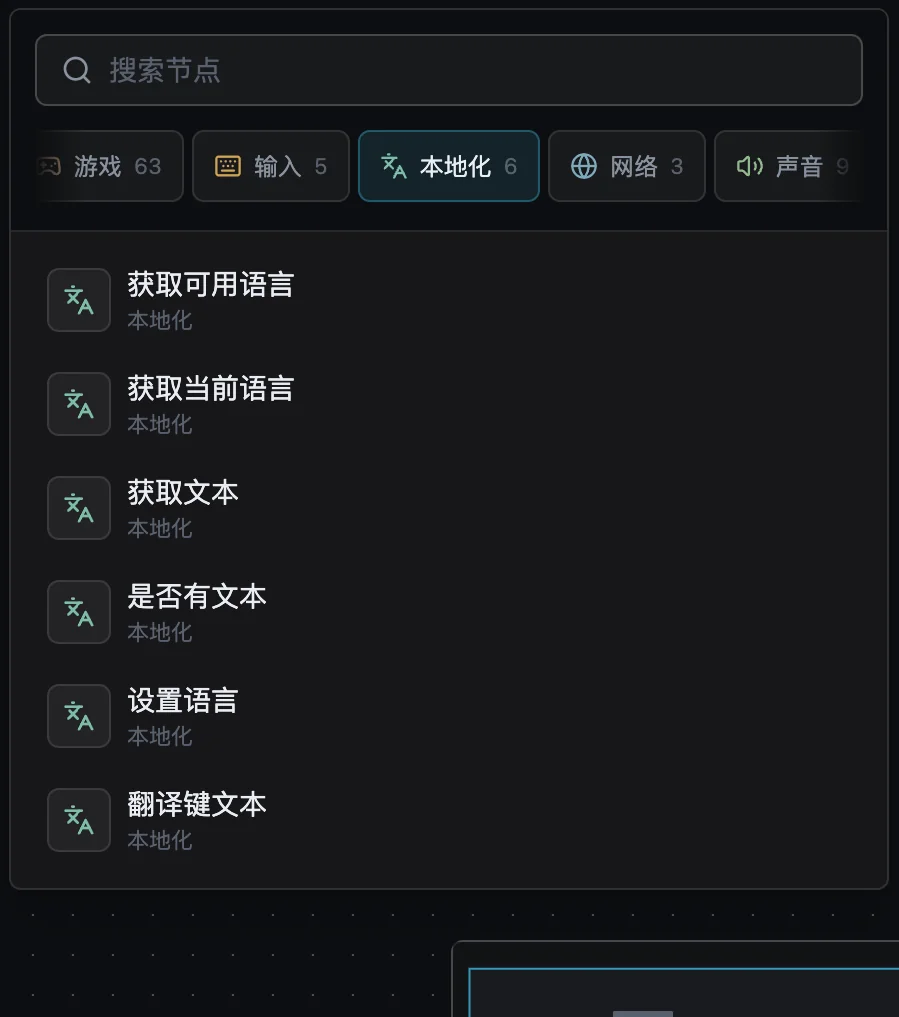 搜索节点
游戏 63 输入 5 本地化 6 网络 3 声音 9
获取可用语言
本地化
获取当前语言
本地化
获取文本
本地化
是否有文本
本地化
设置语言
本地化
翻译键文本
本地化